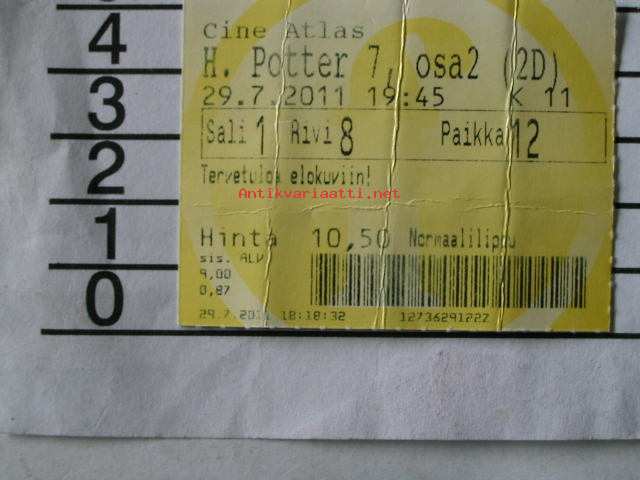 Cine Atlas
H. Potter 7, osa2 (2D)
29.7.2011 19:45 K 11
Sali 1 Rivi 8 Paikka 12
Tervetuloa elokuviin!
Antikvariaatti.net
Hinta 10,50 Normaalilippu
sis. ALV
9,00
0,87
29.7.2011 18:18:32 12736291222
4
3
2
1
0